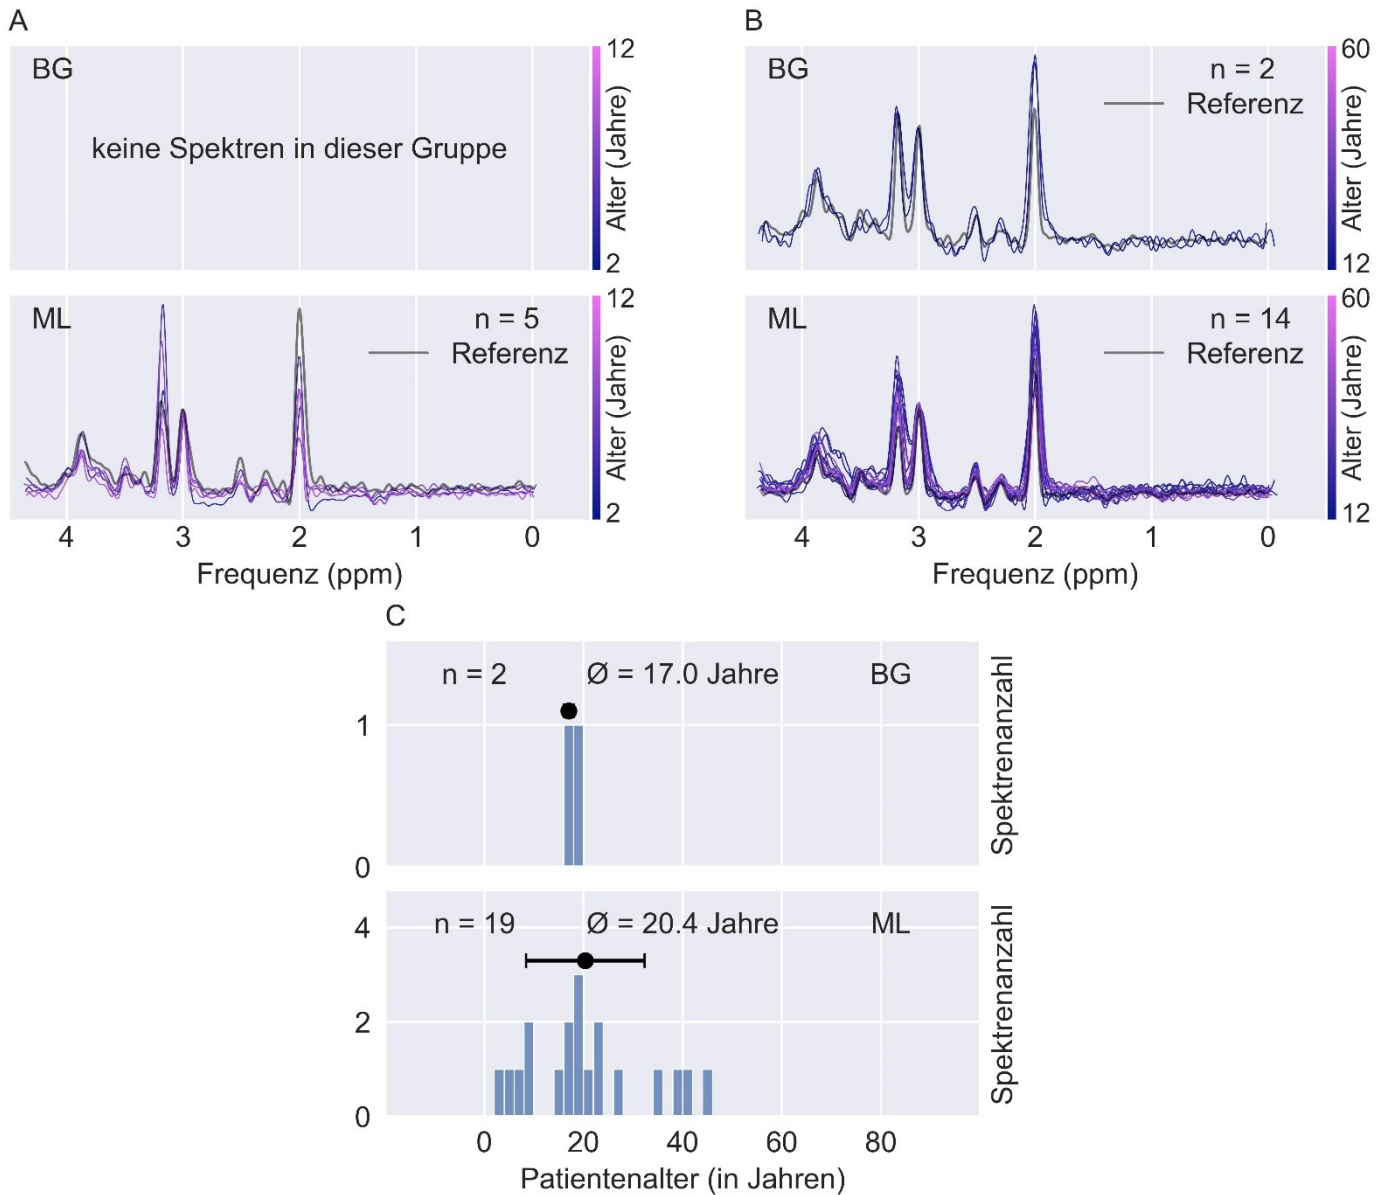 A
BG
keine Spektren in dieser Gruppe
12
Alter (Jahre)
2
ML
n = 5
Referenz
12
Alter (Jahre)
2
4 3 2 1 0
Frequenz (ppm)
B
BG
n = 2
Referenz
60
Alter (Jahre)
12
ML
n = 14
Referenz
60
Alter (Jahre)
12
4 3 2 1 0
Frequenz (ppm)
C
n = 2 Ø = 17.0 Jahre BG
1
0
Spektrenanzahl
n = 19 Ø = 20.4 Jahre ML
4
2
0
Spektrenanzahl
0 20 40 60 80
Patientenalter (in Jahren)